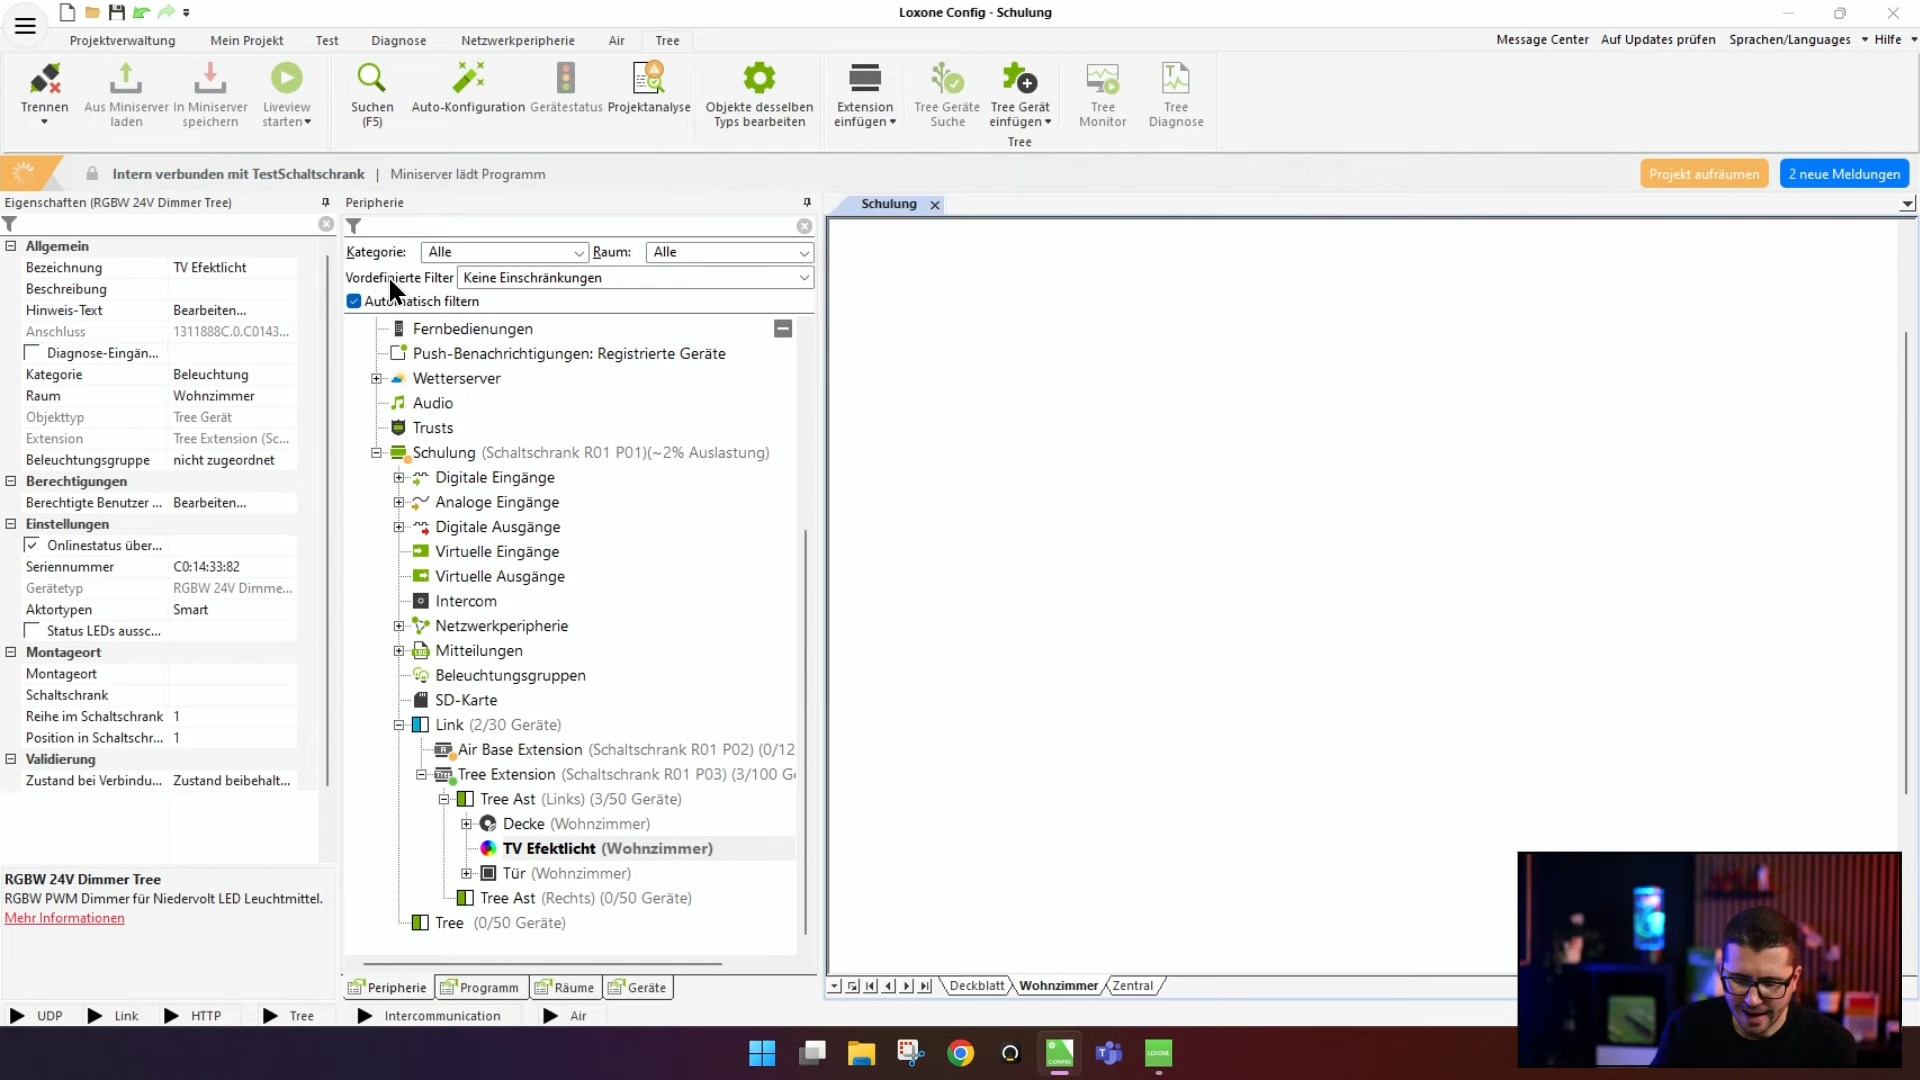 Loxone Config - Schulung
Projektverwaltung Mein Projekt Test Diagnose Netzwerkperipherie Air Tree
Message Center Auf Updates prüfen Sprachen/Languages Hilfe
Trennen
Aus Miniserver laden
In Miniserver speichern
Liveview starten
Suchen (F5)
Auto-Konfiguration
Gerätestatus
Projektanalyse
Objekte desselben Typs bearbeiten
Extension einfügen
Tree Geräte Suche
Tree Gerät einfügen
Tree Monitor
Tree Diagnose
Tree
Intern verbunden mit TestSchaltschrank | Miniserver lädt Programm
Projekt aufräumen
2 neue Meldungen
Eigenschaften (RGBW 24V Dimmer Tree)
Allgemein
Bezeichnung TV Efektlicht
Beschreibung
Hinweis-Text Bearbeiten...
Anschluss 1311888C.0.C0143...
Diagnose-Eingän...
Kategorie Beleuchtung
Raum Wohnzimmer
Objekttyp Tree Gerät
Extension Tree Extension (Sc...
Beleuchtungsgruppe nicht zugeordnet
Berechtigungen
Berechtigte Benutzer ... Bearbeiten...
Einstellungen
Onlinestatus über...
Seriennummer C0:14:33:82
Gerätetyp RGBW 24V Dimme...
Aktortypen Smart
Status LEDs aussc...
Montageort
Montageort
Schaltschrank
Reihe im Schaltschrank 1
Position in Schaltschr... 1
Validierung
Zustand bei Verbindu... Zustand beibehalt...
RGBW 24V Dimmer Tree
RGBW PWM Dimmer für Niedervolt LED Leuchtmittel.
Mehr Informationen
Peripherie
Kategorie: Alle Raum: Alle
Vordefinierte Filter Keine Einschränkungen
Automatisch filtern
Fernbedienungen
Push-Benachrichtigungen: Registrierte Geräte
Wetterserver
Audio
Trusts
Schulung (Schaltschrank R01 P01)(~2% Auslastung)
Digitale Eingänge
Analoge Eingänge
Digitale Ausgänge
Virtuelle Eingänge
Virtuelle Ausgänge
Intercom
Netzwerkperipherie
Mitteilungen
Beleuchtungsgruppen
SD-Karte
Link (2/30 Geräte)
Air Base Extension (Schaltschrank R01 P02) (0/12
Tree Extension (Schaltschrank R01 P03) (3/100 Ge
Tree Ast (Links) (3/50 Geräte)
Decke (Wohnzimmer)
TV Efektlicht (Wohnzimmer)
Tür (Wohnzimmer)
Tree Ast (Rechts) (0/50 Geräte)
Tree (0/50 Geräte)
Peripherie Programm Räume Geräte
Schulung
Deckblatt Wohnzimmer Zentral
UDP Link HTTP Tree Intercommunication Air
CONFIG
LOXONE